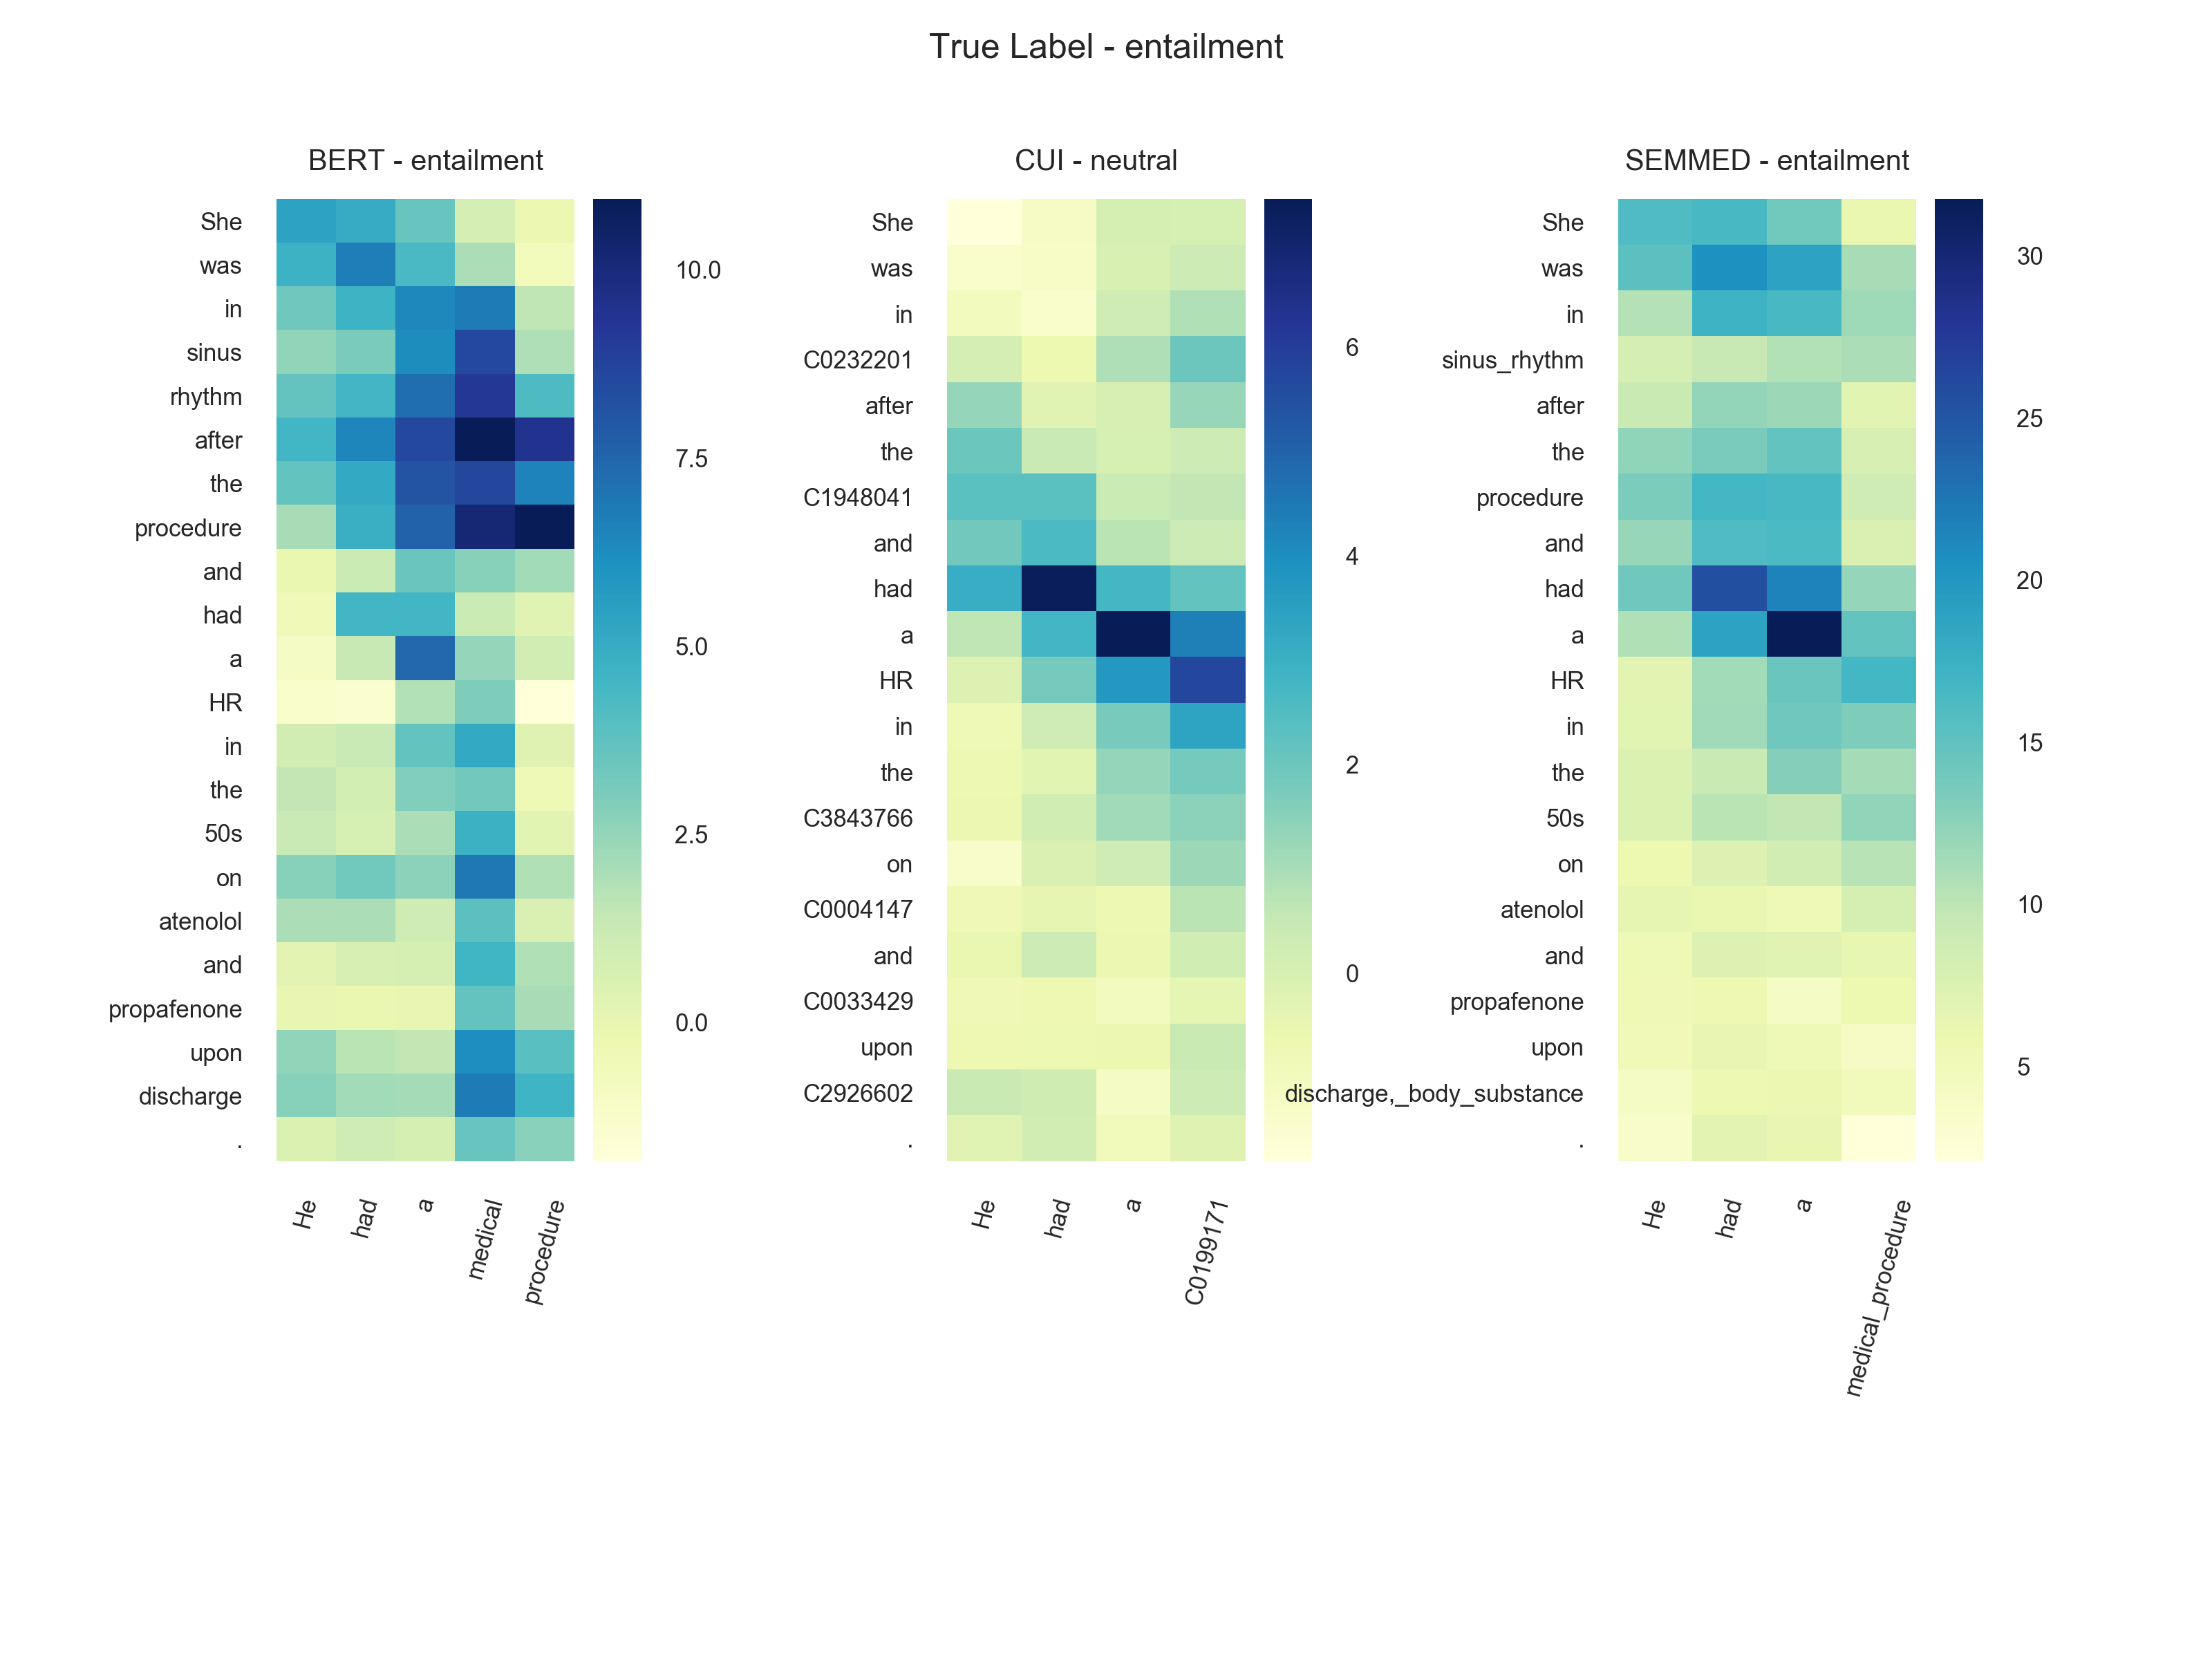 True Label - entailment
BERT - entailment
She
was
in
sinus
rhythm
after
the
procedure
and
had
a
HR
in
the
50s
on
atenolol
and
propafenone
upon
discharge
.
He
had
a
medical
procedure
10.0
7.5
5.0
2.5
0.0
CUI - neutral
She
was
in
C0232201
after
the
C1948041
and
had
a
HR
in
the
C3843766
on
C0004147
and
C0033429
upon
C2926602
.
He
had
a
C0199171
6
4
2
0
SEMMED - entailment
She
was
in
sinus_rhythm
after
the
procedure
and
had
a
HR
in
the
50s
on
atenolol
and
propafenone
upon
discharge,_body_substance
.
He
had
a
medical_procedure
30
25
20
15
10
5